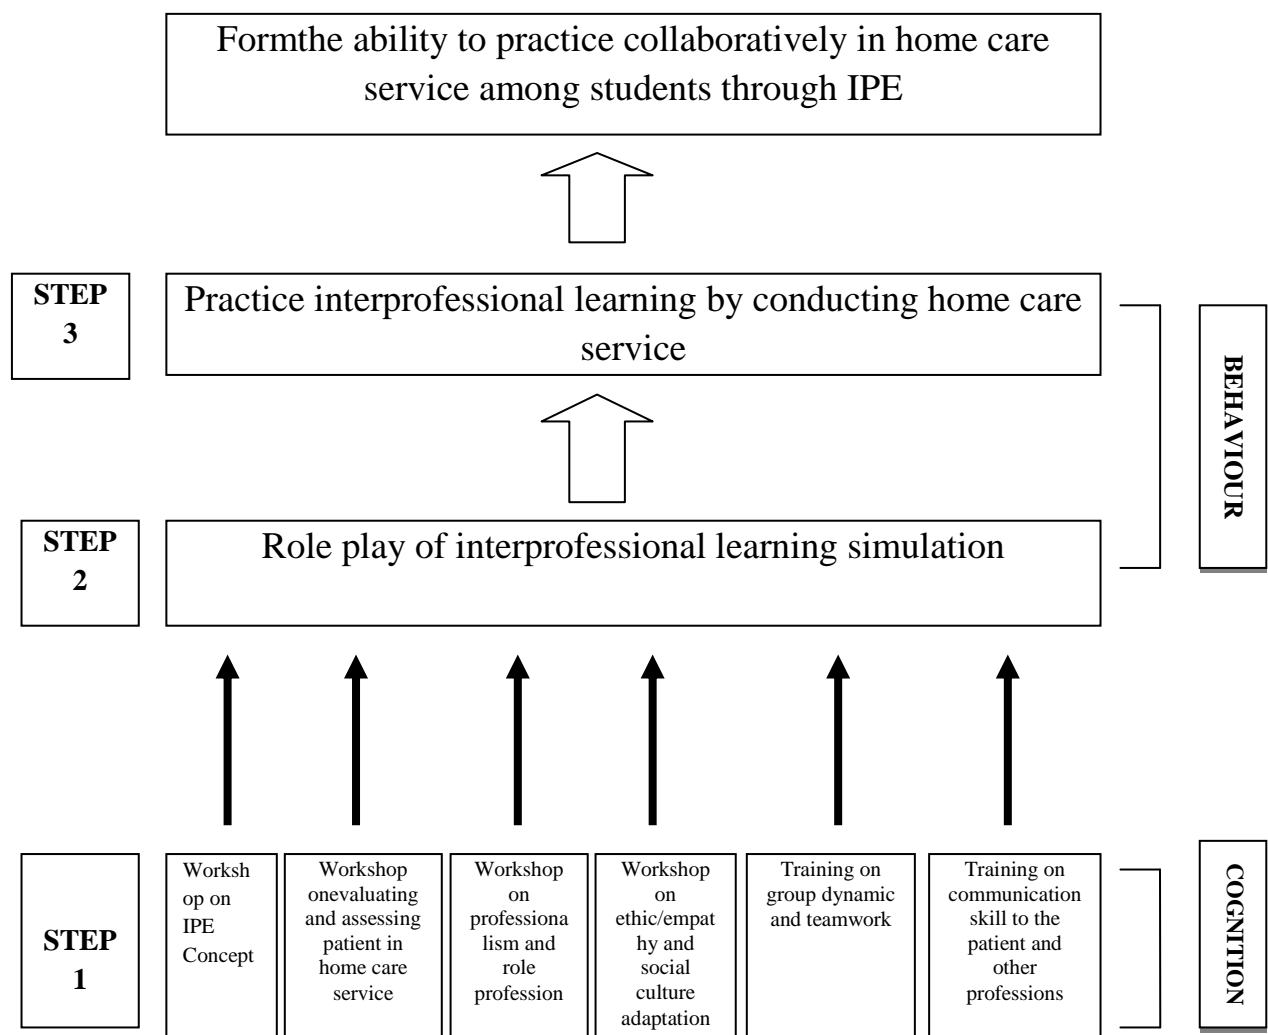 Formthe ability to practice collaboratively in home care
service among students through IPE
STEP
3
Practice interprofessional learning by conducting home care
service
BEHAVIOUR
STEP
2
Role play of interprofessional learning simulation
STEP
1
Worksh
op on
IPE
Concept
Workshop
onevaluating
and assessing
patient in
home care
service
Workshop
on
professiona
lism and
role
profession
Workshop
on
ethic/empat
hy and
social
culture
adaptation
Training on
group dynamic
and teamwork
Training on
communication
skill to the
patient and
other
professions
COGNITION